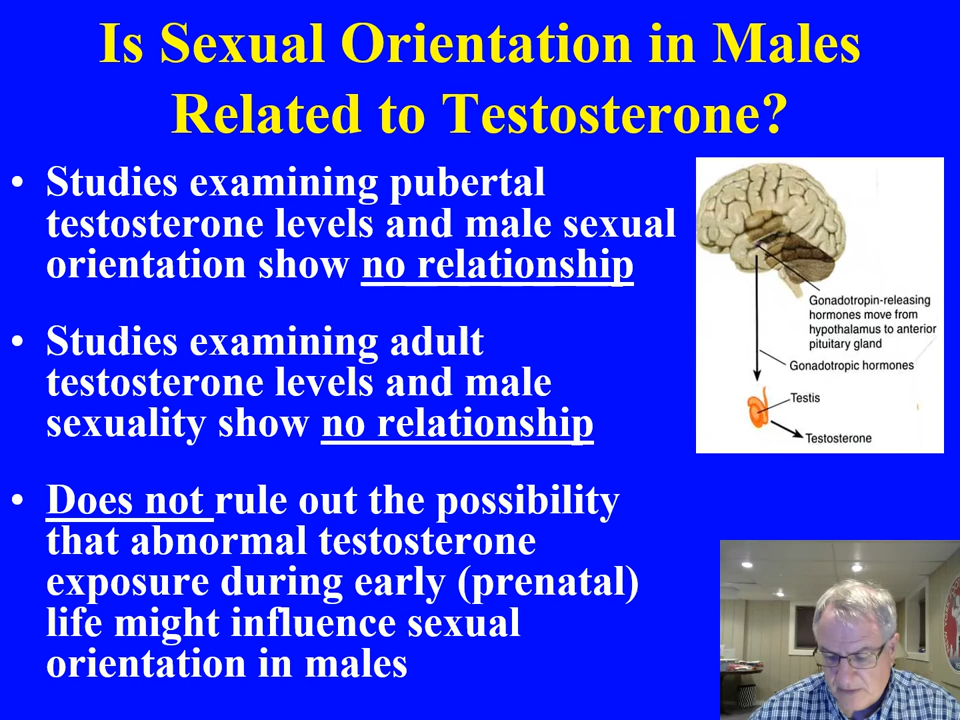 Is Sexual Orientation in Males
Related to Testosterone?
• Studies examining pubertal
testosterone levels and male sexual
orientation show no relationship
• Studies examining adult
testosterone levels and male
sexuality show no relationship
• Does not rule out the possibility
that abnormal testosterone
exposure during early (prenatal)
life might influence sexual
orientation in males
Gonadotropin-releasing
hormones move from
hypothalamus to anterior
pituitary gland
Gonadotropic hormones
Testis
Testosterone